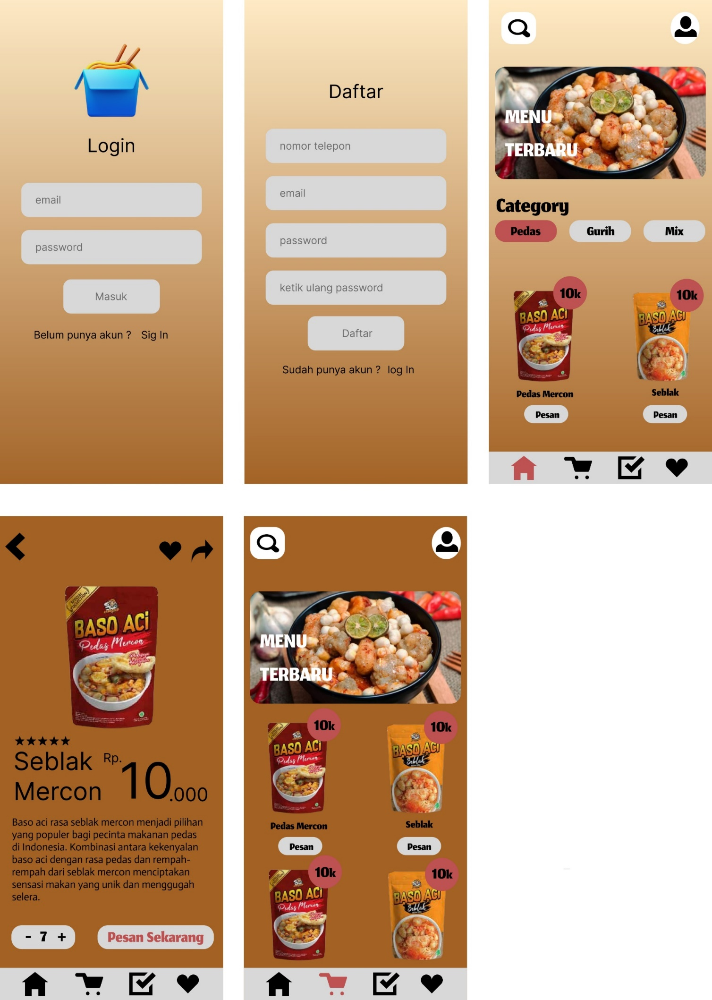 Login
email
password
Masuk
Belum punya akun ? Sig In
Daftar
nomor telepon
email
password
ketik ulang password
Daftar
Sudah punya akun ? log In
MENU
TERBARU
Category
Pedas Gurih Mix
10k 10k
BASO ACi
Pedas Mercon
BASO ACi
Seblak
Pedas Mercon Seblak
Pesan Pesan
SPECIAL
COLLECTION
BASO ACi
Pedas Mercon
Seblak
Mercon
Rp.
10.000
Baso aci rasa seblak mercon menjadi pilihan
yang populer bagi pecinta makanan pedas
di Indonesia. Kombinasi antara kekenyalan
baso aci dengan rasa pedas dan rempah-
rempah dari seblak mercon menciptakan
sensasi makan yang unik dan menggugah
selera.
- 7 + Pesan Sekarang
MENU
TERBARU
10k 10k
BASO ACi
Pedas Mercon
BASO ACi
Seblak
Pedas Mercon Seblak
Pesan Pesan
10k 10k
BASO ACi
Pedas Mercon
BASO ACi
Seblak